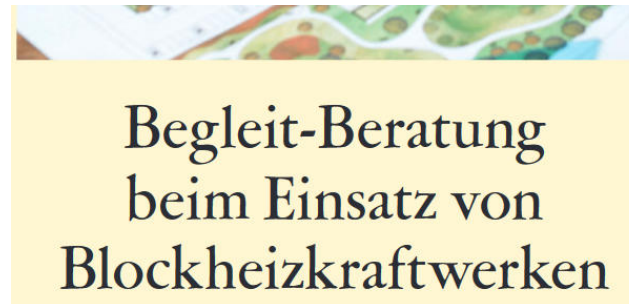 Begleit-Beratung
beim Einsatz von
Blockheizkraftwerken